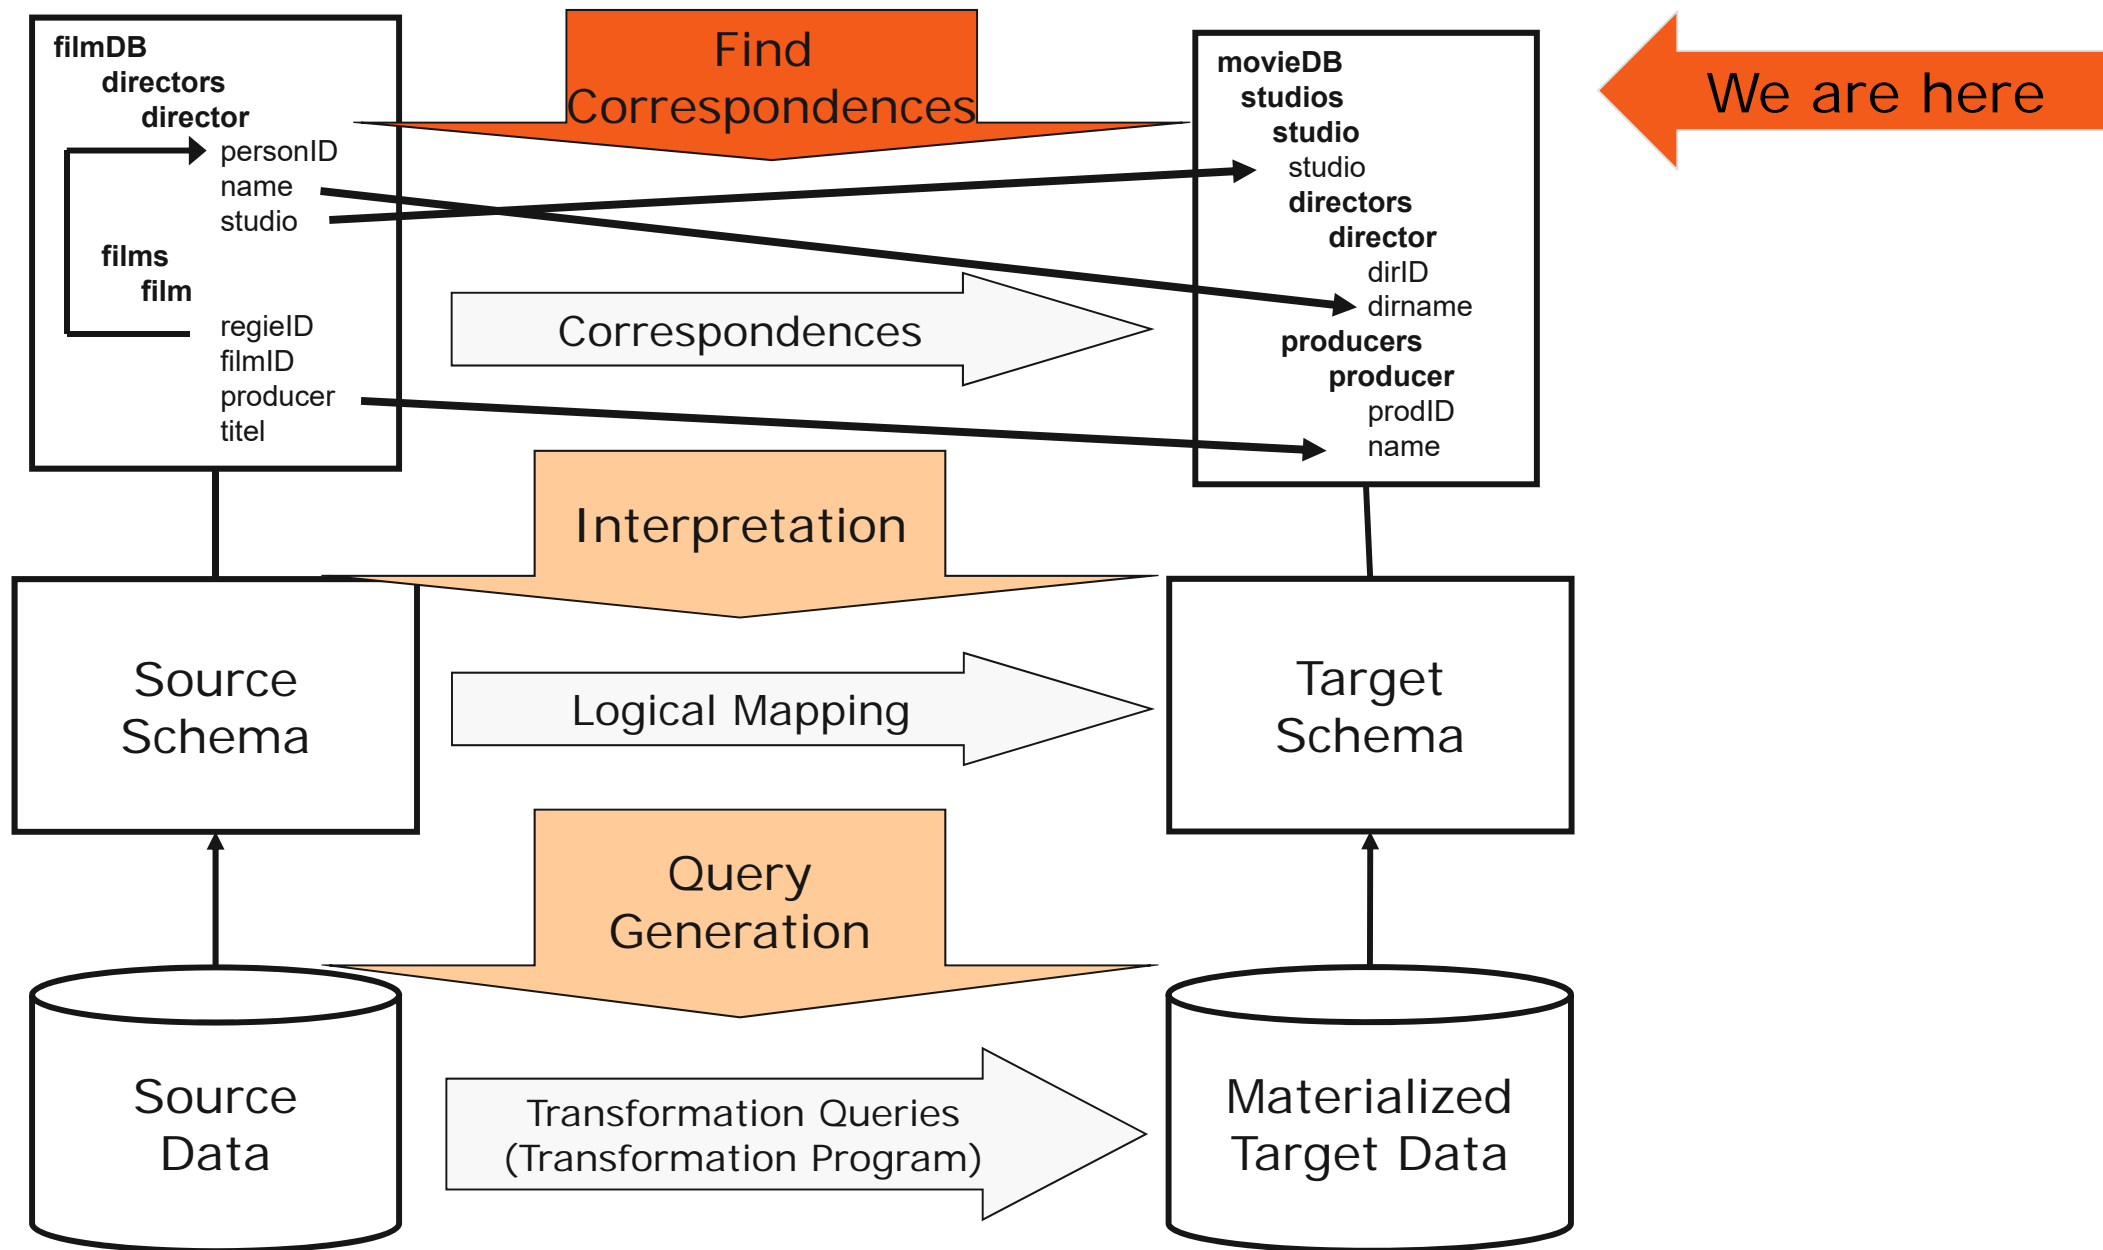 filmDB
directors
director
personID
name
studio
films
film
regieID
filmID
producer
titel
Find
Correspondences
movieDB
studios
studio
studio
directors
director
dirID
dirname
producers
producer
prodID
name
We are here
Correspondences
Interpretation
Source
Schema
Logical Mapping
Target
Schema
Query
Generation
Source
Data
Transformation Queries
(Transformation Program)
Materialized
Target Data